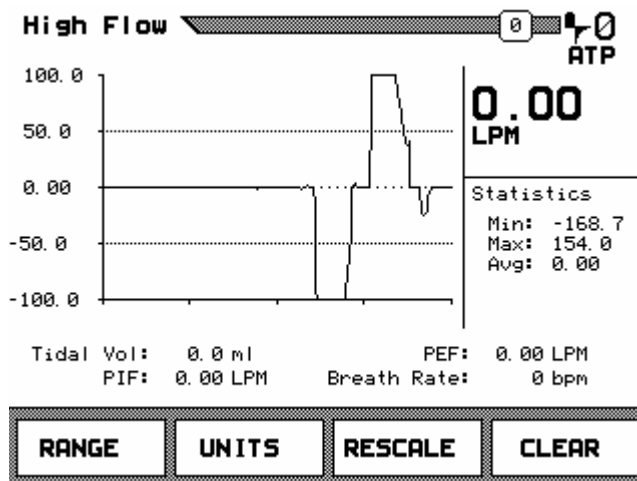 High Flow 0 0
ATP
100.0
50.0
0.00
-50.0
-100.0
0.00
LPM
Statistics
Min: -168.7
Max: 154.0
Avg: 0.00
Tidal Vol: 0.0 ml PEF: 0.00 LPM
PIF: 0.00 LPM Breath Rate: 0 bpm
RANGE UNITS RESCALE CLEAR